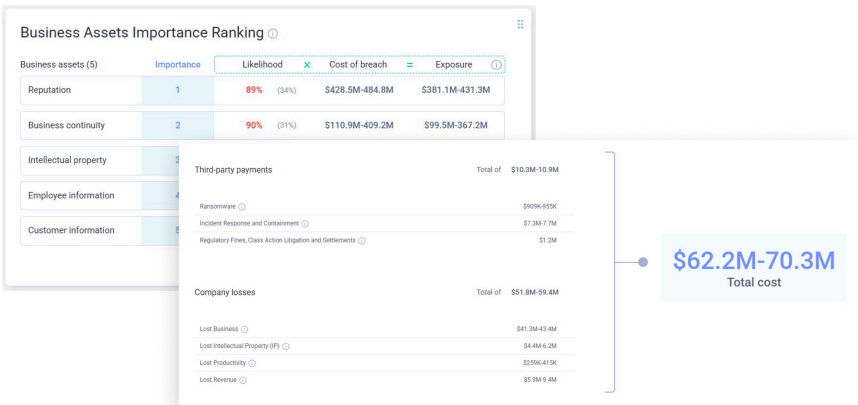 Business Assets Importance Ranking
Business assets (5) Importance Likelihood x Cost of breach = Exposure
Reputation 1 89% (34%) $428.5M-484.8M $381.1M-431.3M
Business continuity 2 90% (31%) $110.9M-409.2M $99.5M-367.2M
Intellectual property 3
Employee information 4
Customer information 5
Third-party payments Total of $10.3M-10.9M
Ransomware $909K-955K
Incident Response and Containment $7.3M-7.7M
Regulatory Fines, Class Action Litigation and Settlements $1.2M
Company losses Total of $51.8M-59.4M
Lost Business $41.3M-43.4M
Lost Intellectual Property (IP) $4.4M-6.2M
Lost Productivity $259K-415K
Lost Revenue $5.9M-9.4M
$62.2M-70.3M
Total cost